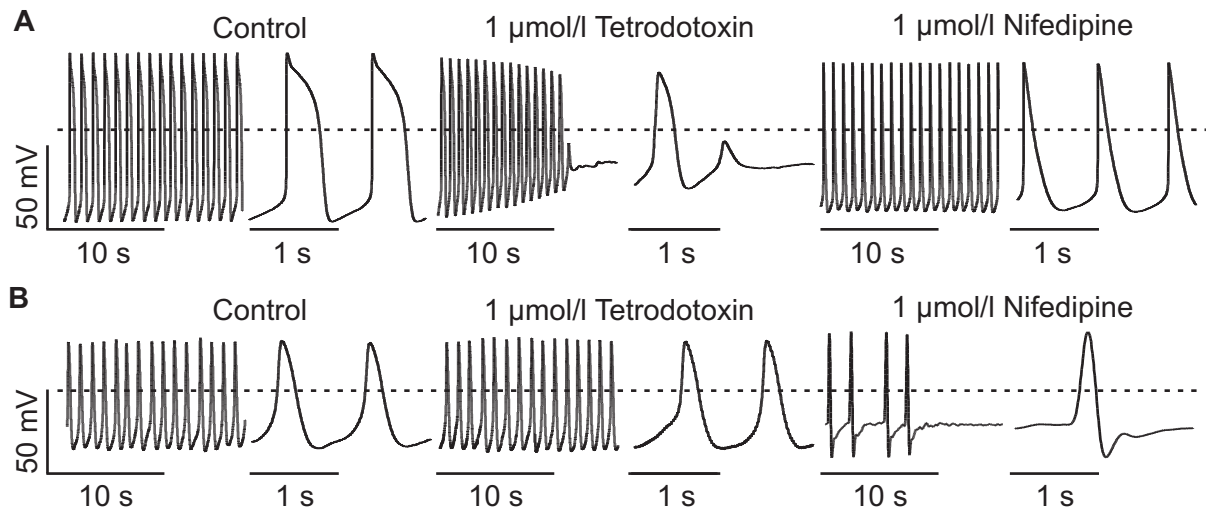 A
Control
1 µmol/l Tetrodotoxin
1 µmol/l Nifedipine
50 mV
10 s
1 s
10 s
1 s
10 s
1 s
B
Control
1 µmol/l Tetrodotoxin
1 µmol/l Nifedipine
50 mV
10 s
1 s
10 s
1 s
10 s
1 s